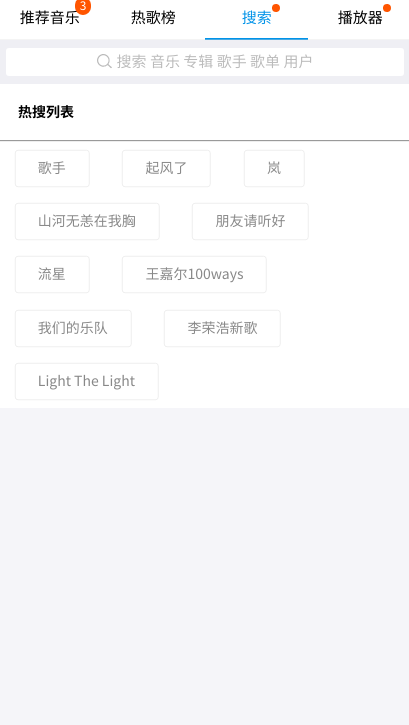 推荐音乐 3 热歌榜 搜索 播放器
搜索 音乐 专辑 歌手 歌单 用户
热搜列表
歌手 起风了 岚
山河无恙在我胸 朋友请听好
流星 王嘉尔100ways
我们的乐队 李荣浩新歌
Light The Light